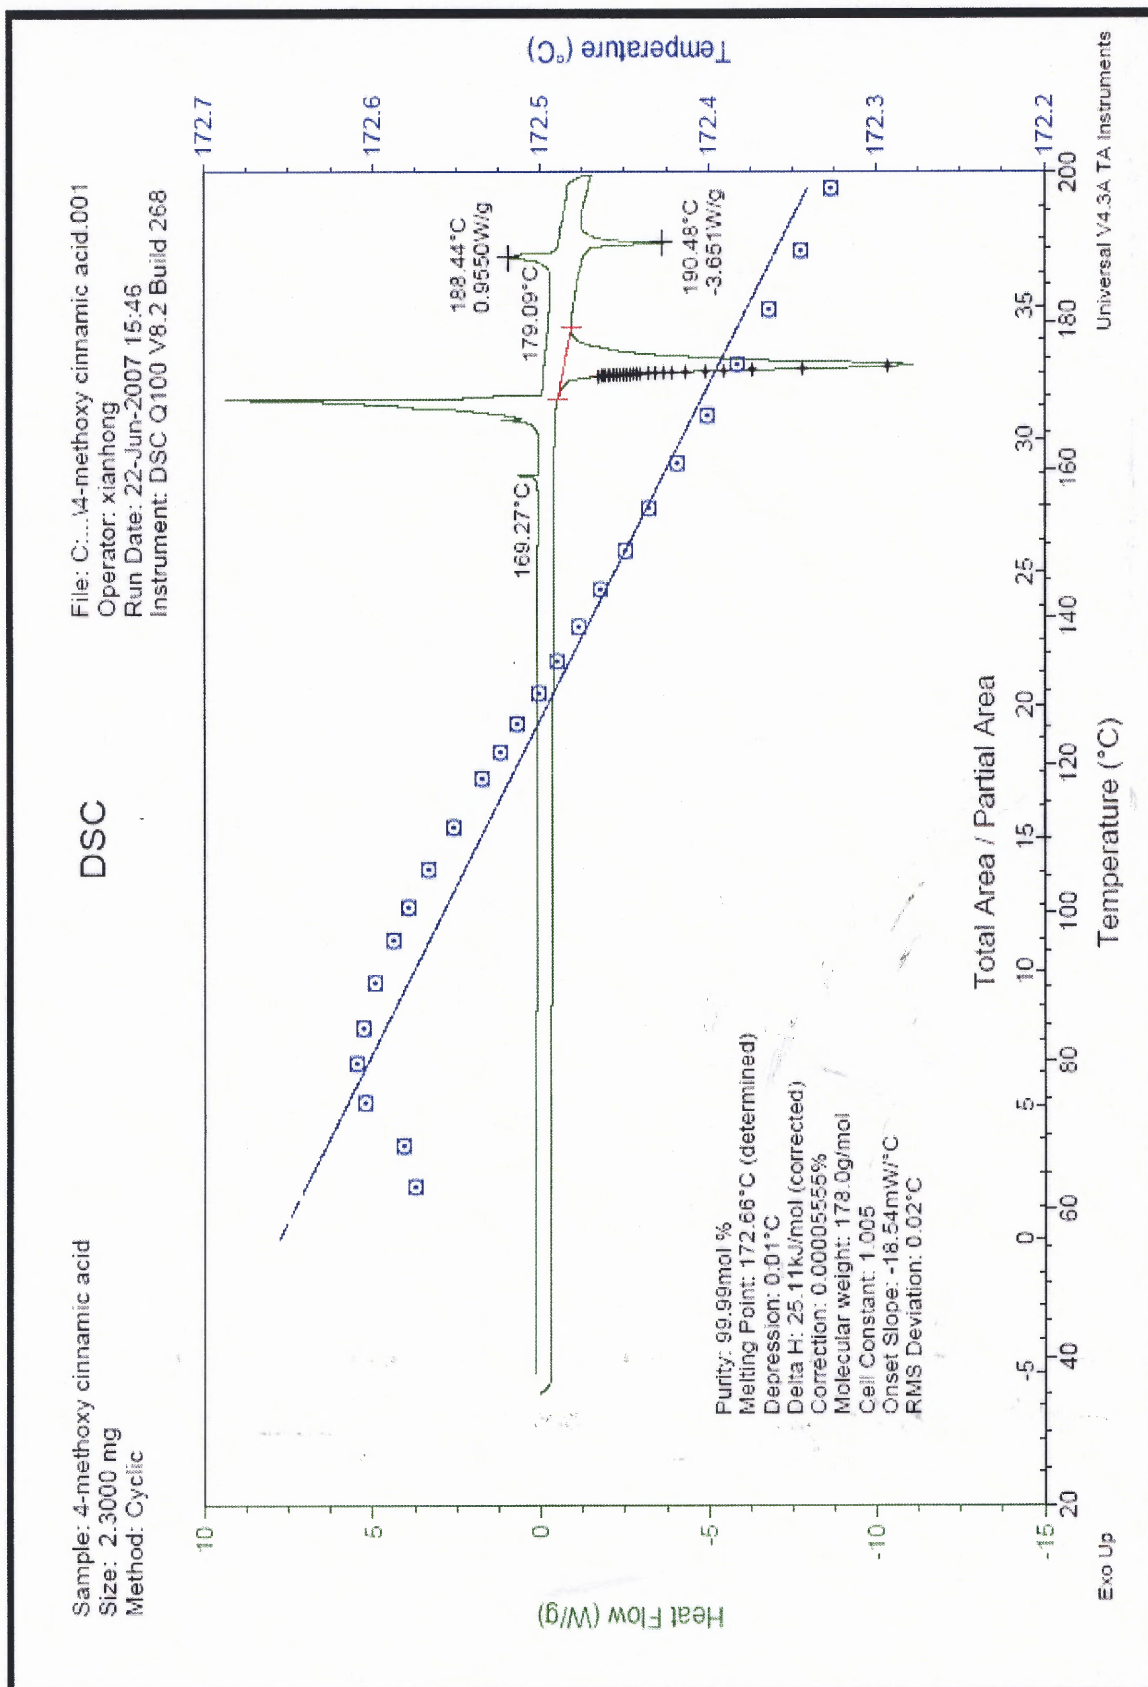 DSC
Sample: 4-methoxy cinnamic acid
Size: 2.3000 mg
Method: Cyclic
File: C:...\4-methoxy cinnamic acid.001
Operator: xianhong
Run Date: 22-Jun-2007 15:46
Instrument: DSC Q100 V8.2 Build 268
Heat Flow (W/g)
10
5
0
-5
-10
-15
Temperature (°C)
172.7
172.6
172.5
172.4
172.3
172.2
169.27°C
179.09°C
188.44°C
0.9550W/g
190.48°C
-3.651W/g
Purity: 99.99mol %
Melting Point: 172.66°C (determined)
Depression: 0.01°C
Delta H: 25.11kJ/mol (corrected)
Correction: 0.00005555%
Molecular weight: 178.0g/mol
Cell Constant: 1.005
Onset Slope: -18.54mW/°C
RMS Deviation: 0.02°C
Total Area / Partial Area
-5 0 5 10 15 20 25 30 35
20 40 60 80 100 120 140 160 180 200
Exo Up
Temperature (°C)
Universal V4.3A TA Instruments